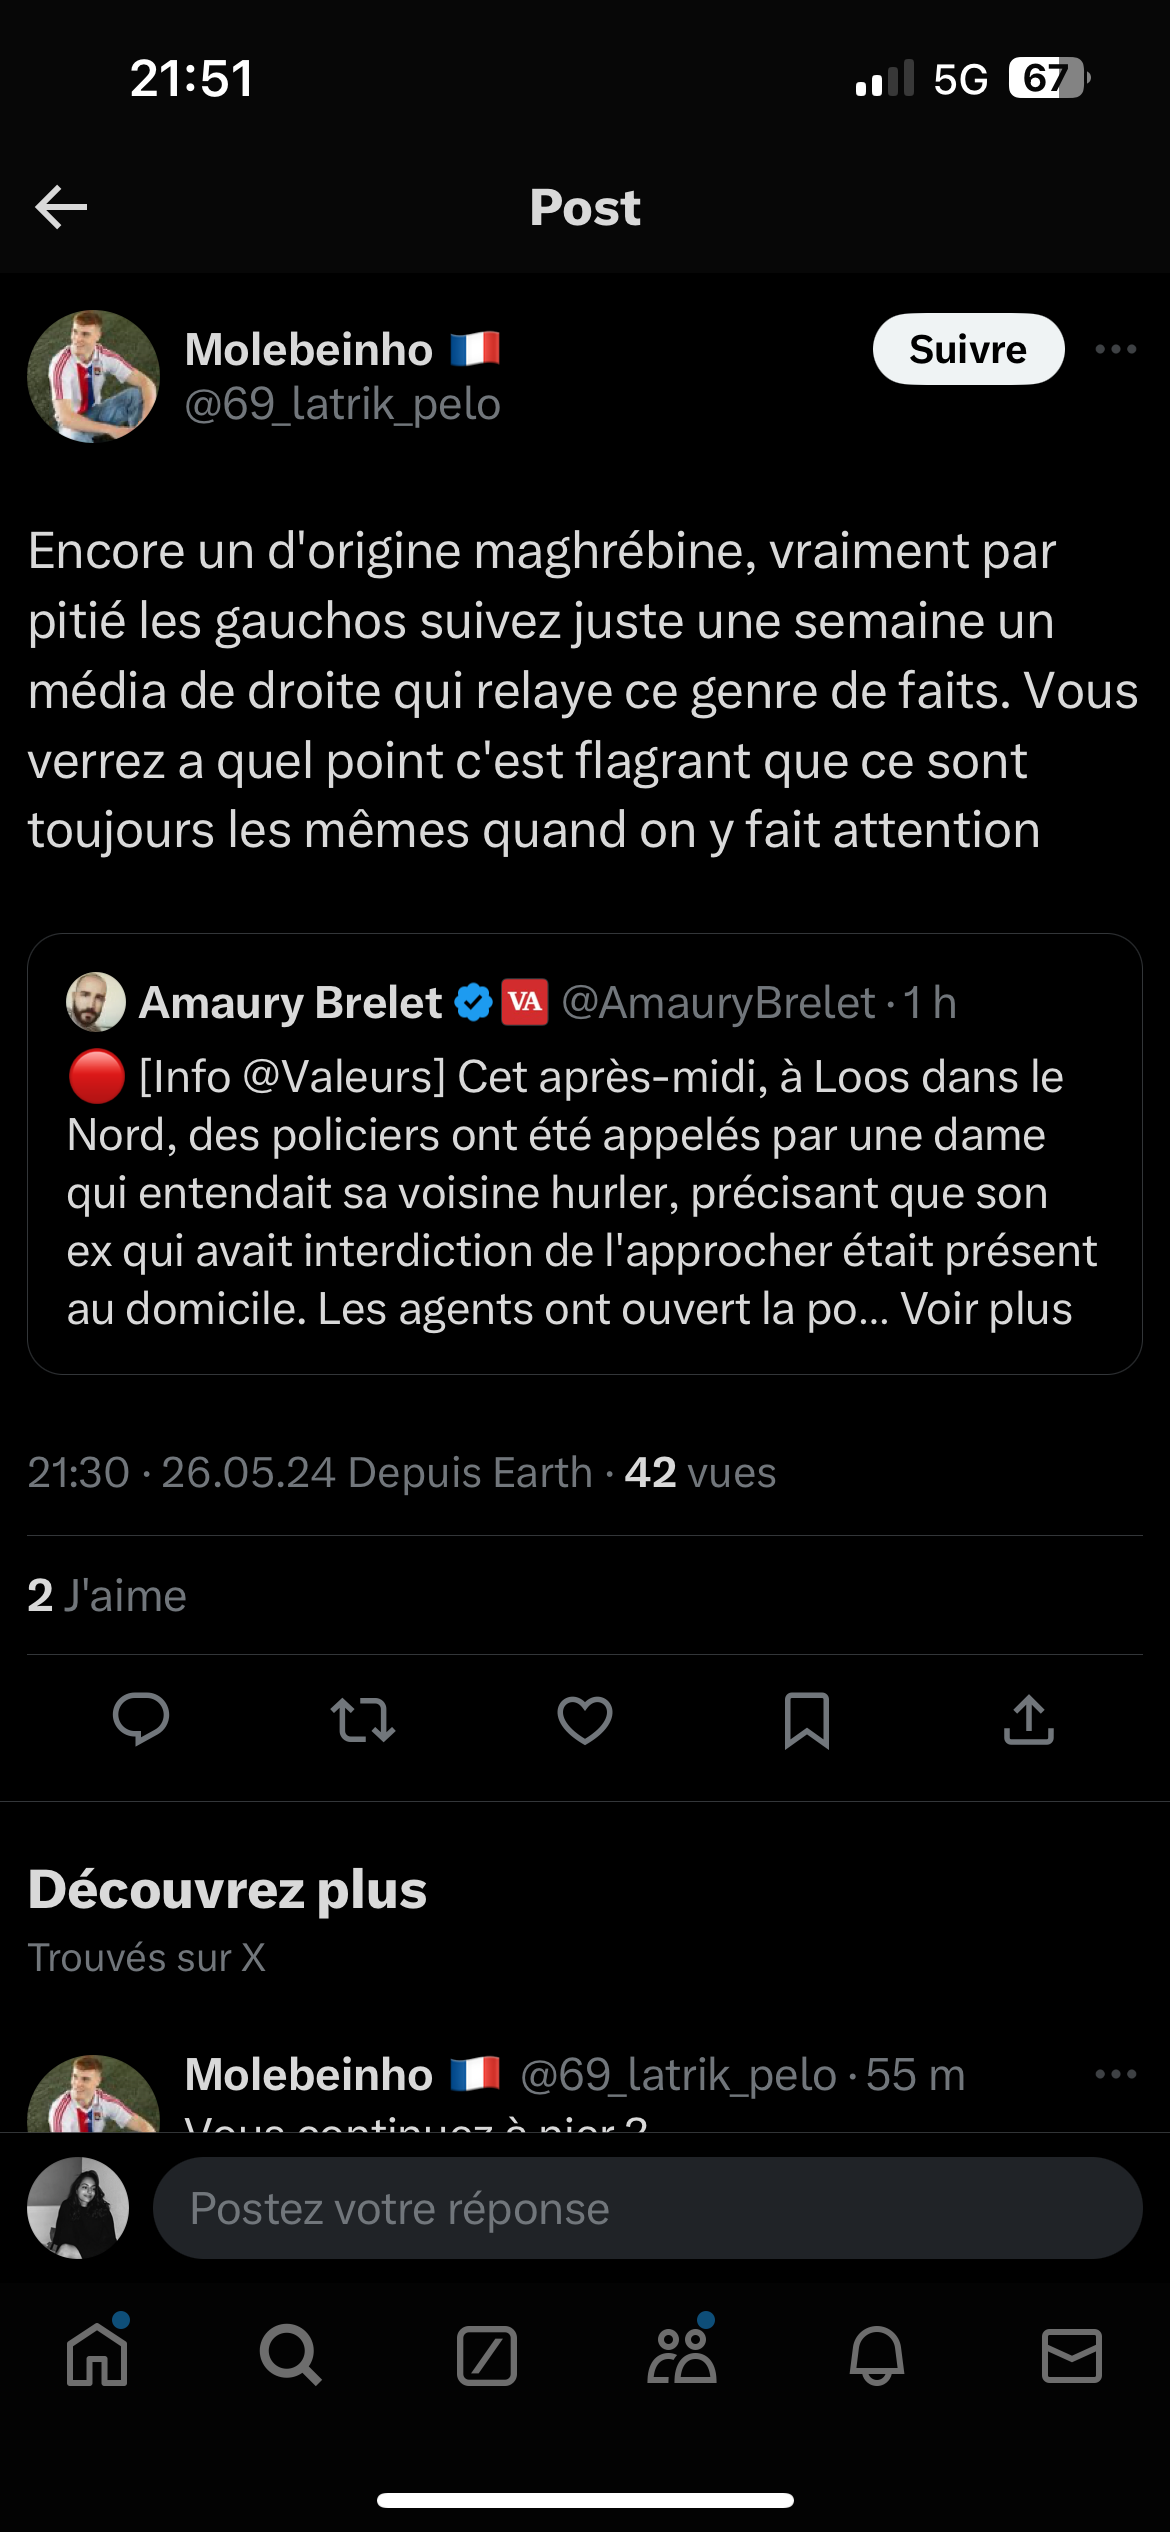 21:51
5G 67
Post
Molebeinho 🇫🇷
@69_latrik_pelo
Suivre
Encore un d'origine maghrébine, vraiment par
pitié les gauchos suivez juste une semaine un
média de droite qui relaye ce genre de faits. Vous
verrez a quel point c'est flagrant que ce sont
toujours les mêmes quand on y fait attention
Amaury Brelet VA @AmauryBrelet · 1 h
🔴 [Info @Valeurs] Cet après-midi, à Loos dans le
Nord, des policiers ont été appelés par une dame
qui entendait sa voisine hurler, précisant que son
ex qui avait interdiction de l'approcher était présent
au domicile. Les agents ont ouvert la po... Voir plus
21:30 · 26.05.24 Depuis Earth · 42 vues
2 J'aime
Découvrez plus
Trouvés sur X
Molebeinho 🇫🇷 @69_latrik_pelo · 55 m
Vous continuez à nier ?
Postez votre réponse